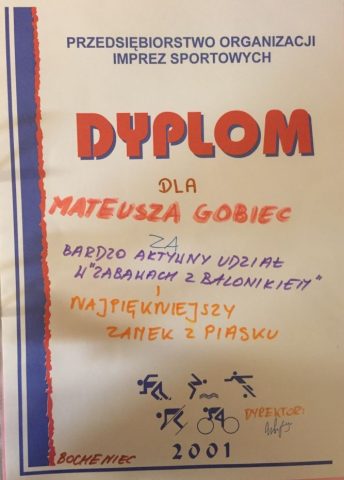 PRZEDSIĘBIORSTWO ORGANIZACJI
IMPREZ SPORTOWYCH
DYPLOM
DLA
MATEUSZA GOBIEC
ZA
BARDZO AKTYWNY UDZIAŁ
W "ZABAWACH Z BALONIKIEM"
I
NAJPIĘKNIEJSZY
ZAMEK Z PIASKU
DYREKTOR:
2001
BOCHENIEC